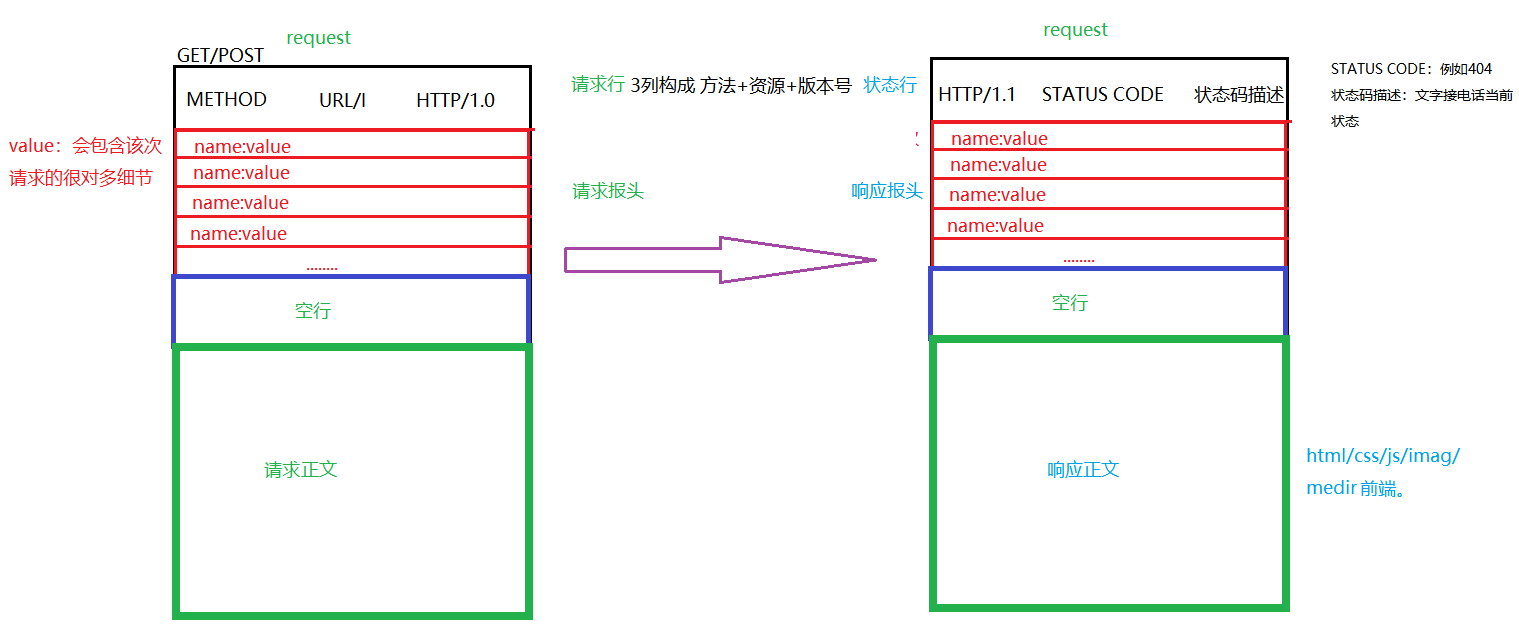 request
GET/POST
METHOD URL/I HTTP/1.0
value：会包含该次
请求的很对多细节
name:value
name:value
name:value
name:value
........
空行
请求正文
请求行 3列构成 方法+资源+版本号 状态行
请求报头
响应报头
request
HTTP/1.1 STATUS CODE 状态码描述
name:value
name:value
name:value
name:value
........
空行
响应正文
STATUS CODE：例如404
状态码描述：文字接电话当前
状态
html/css/js/imag/
medir前端。